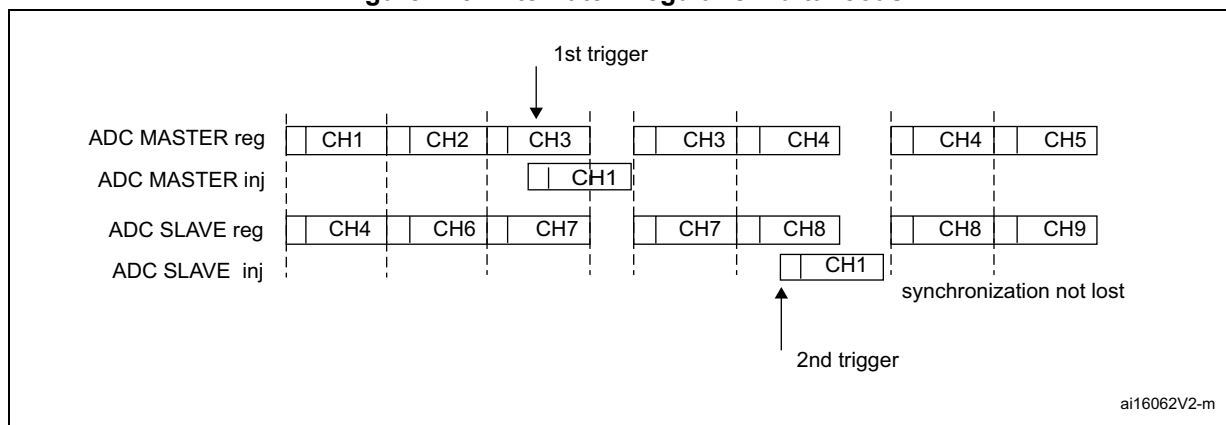 1st trigger
ADC MASTER reg CH1 CH2 CH3 CH3 CH4 CH4 CH5
ADC MASTER inj CH1
ADC SLAVE reg CH4 CH6 CH7 CH7 CH8 CH8 CH9
ADC SLAVE inj CH1
synchronization not lost
2nd trigger
ai16062V2-m